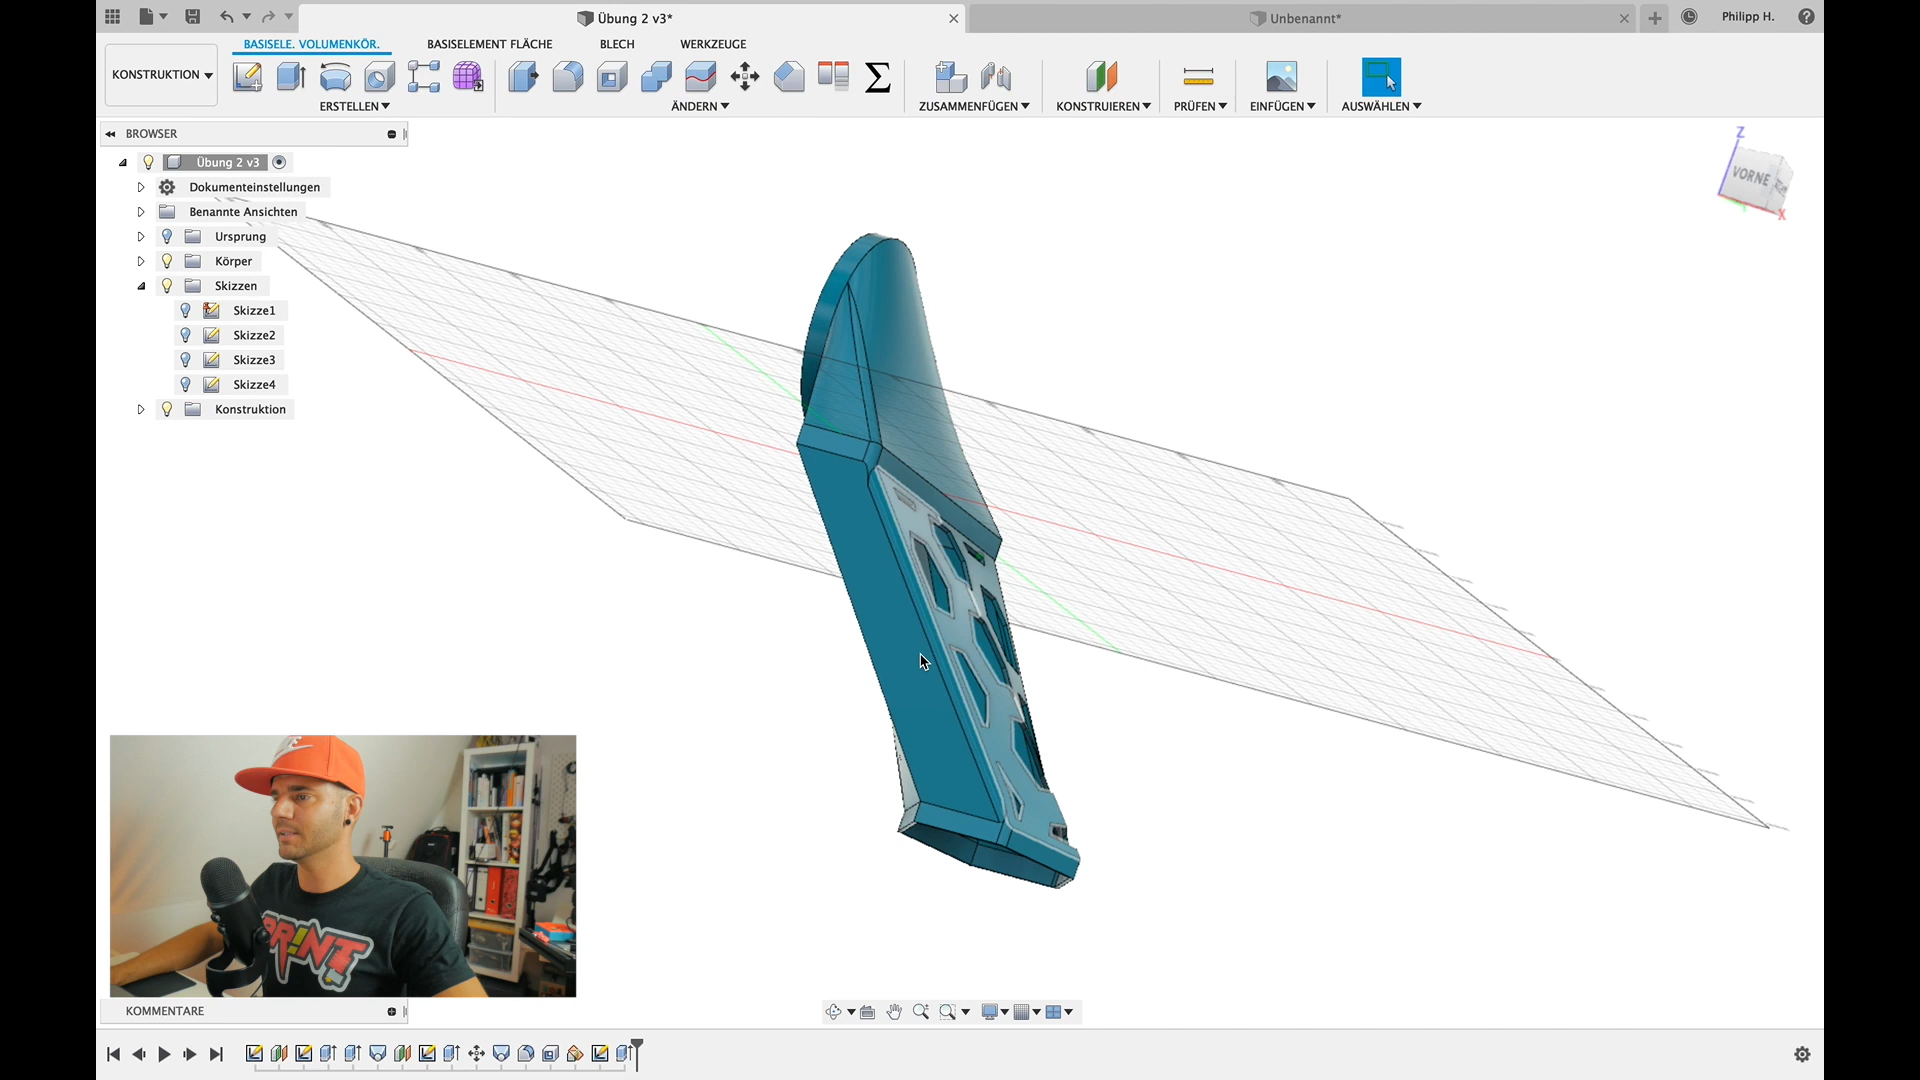 Übung 2 v3*
Unbenannt*
Philipp H.
BASISELE. VOLUMENKÖR.
BASISELEMENT FLÄCHE
BLECH
WERKZEUGE
KONSTRUKTION
ERSTELLEN
ÄNDERN
ZUSAMMENFÜGEN
KONSTRUIEREN
PRÜFEN
EINFÜGEN
AUSWÄHLEN
BROWSER
Übung 2 v3
Dokumenteinstellungen
Benannte Ansichten
Ursprung
Körper
Skizzen
Skizze1
Skizze2
Skizze3
Skizze4
Konstruktion
Z
VORNE
X
KOMMENTARE